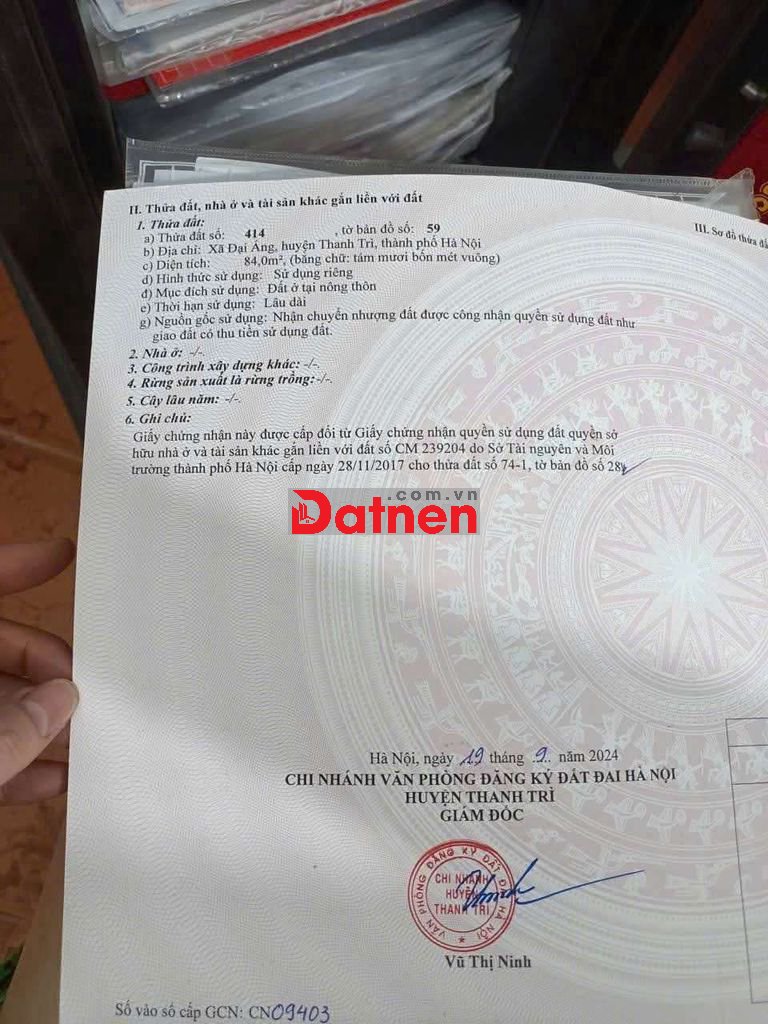 II. Thửa đất, nhà ở và tài sản khác gắn liền với đất
1. Thửa đất:
a) Thửa đất số: 414 , tờ bản đồ số: 59
b) Địa chỉ: Xã Đại Áng, huyện Thanh Trì, thành phố Hà Nội
c) Diện tích: 84,0m², (bằng chữ: tám mươi bốn mét vuông)
d) Hình thức sử dụng: Sử dụng riêng
đ) Mục đích sử dụng: Đất ở tại nông thôn
e) Thời hạn sử dụng: Lâu dài
g) Nguồn gốc sử dụng: Nhận chuyển nhượng đất được công nhận quyền sử dụng đất như
giao đất có thu tiền sử dụng đất.
2. Nhà ở: -/-.
3. Công trình xây dựng khác: -/-.
4. Rừng sản xuất là rừng trồng:-/-.
5. Cây lâu năm: -/-.
6. Ghi chú:
Giấy chứng nhận này được cấp đổi từ Giấy chứng nhận quyền sử dụng đất quyền sở
hữu nhà ở và tài sản khác gắn liền với đất số CM 239204 do Sở Tài nguyên và Môi
trường thành phố Hà Nội cấp ngày 28/11/2017 cho thửa đất số 74-1, tờ bản đồ số 28
III. Sơ đồ thửa đấ
.com.vn
Datnen
Hà Nội, ngày 19 tháng .9. năm 2024
CHI NHÁNH VĂN PHÒNG ĐĂNG KÝ ĐẤT ĐAI HÀ NỘI
HUYỆN THANH TRÌ
GIÁM ĐỐC
VĂN PHÒNG ĐĂNG KÝ ĐẤT ĐAI HÀ NỘI
CHI NHÁNH
HUYỆN
THANH TRÌ
Vũ Thị Ninh
Số vào sổ cấp GCN: CN09403